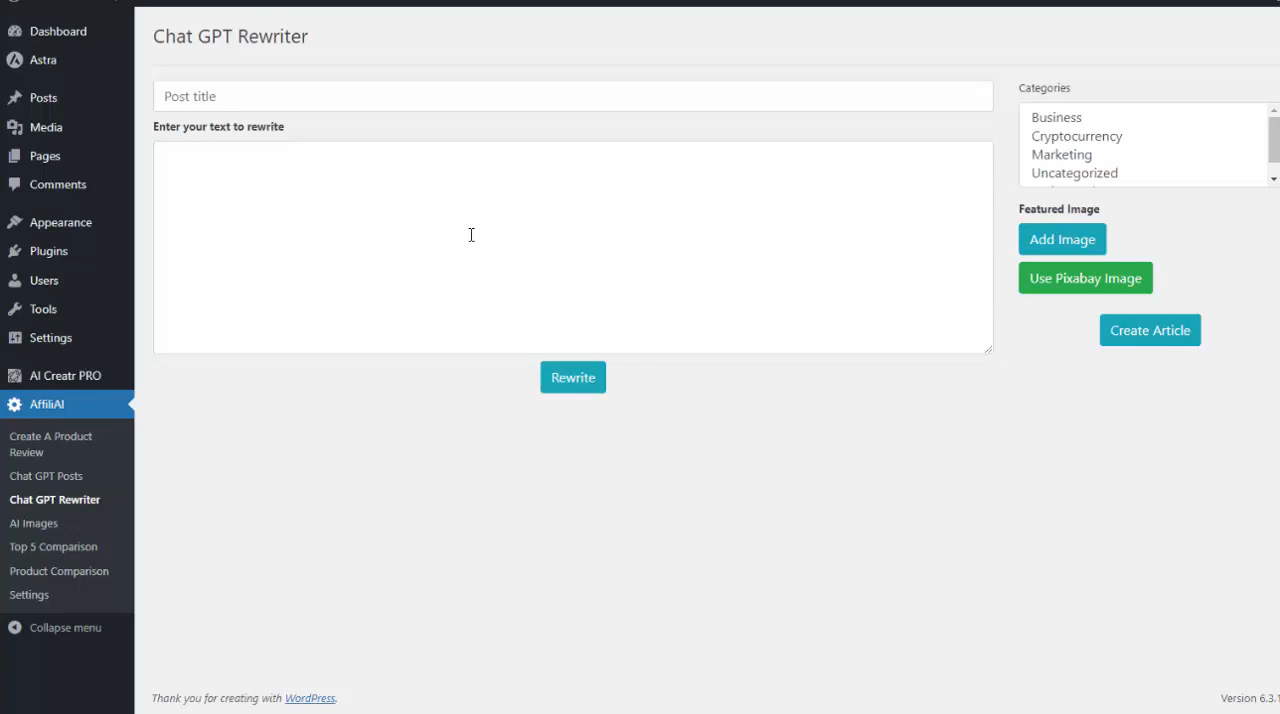 Dashboard
Astra
Posts
Media
Pages
Comments
Appearance
Plugins
Users
Tools
Settings
AI Creatr PRO
AffiliAI
Create A Product
Review
Chat GPT Posts
Chat GPT Rewriter
AI Images
Top 5 Comparison
Product Comparison
Settings
Collapse menu
Chat GPT Rewriter
Post title
Enter your text to rewrite
Rewrite
Categories
Business
Cryptocurrency
Marketing
Uncategorized
Featured Image
Add Image
Use Pixabay Image
Create Article
Thank you for creating with WordPress.
Version 6.3.1